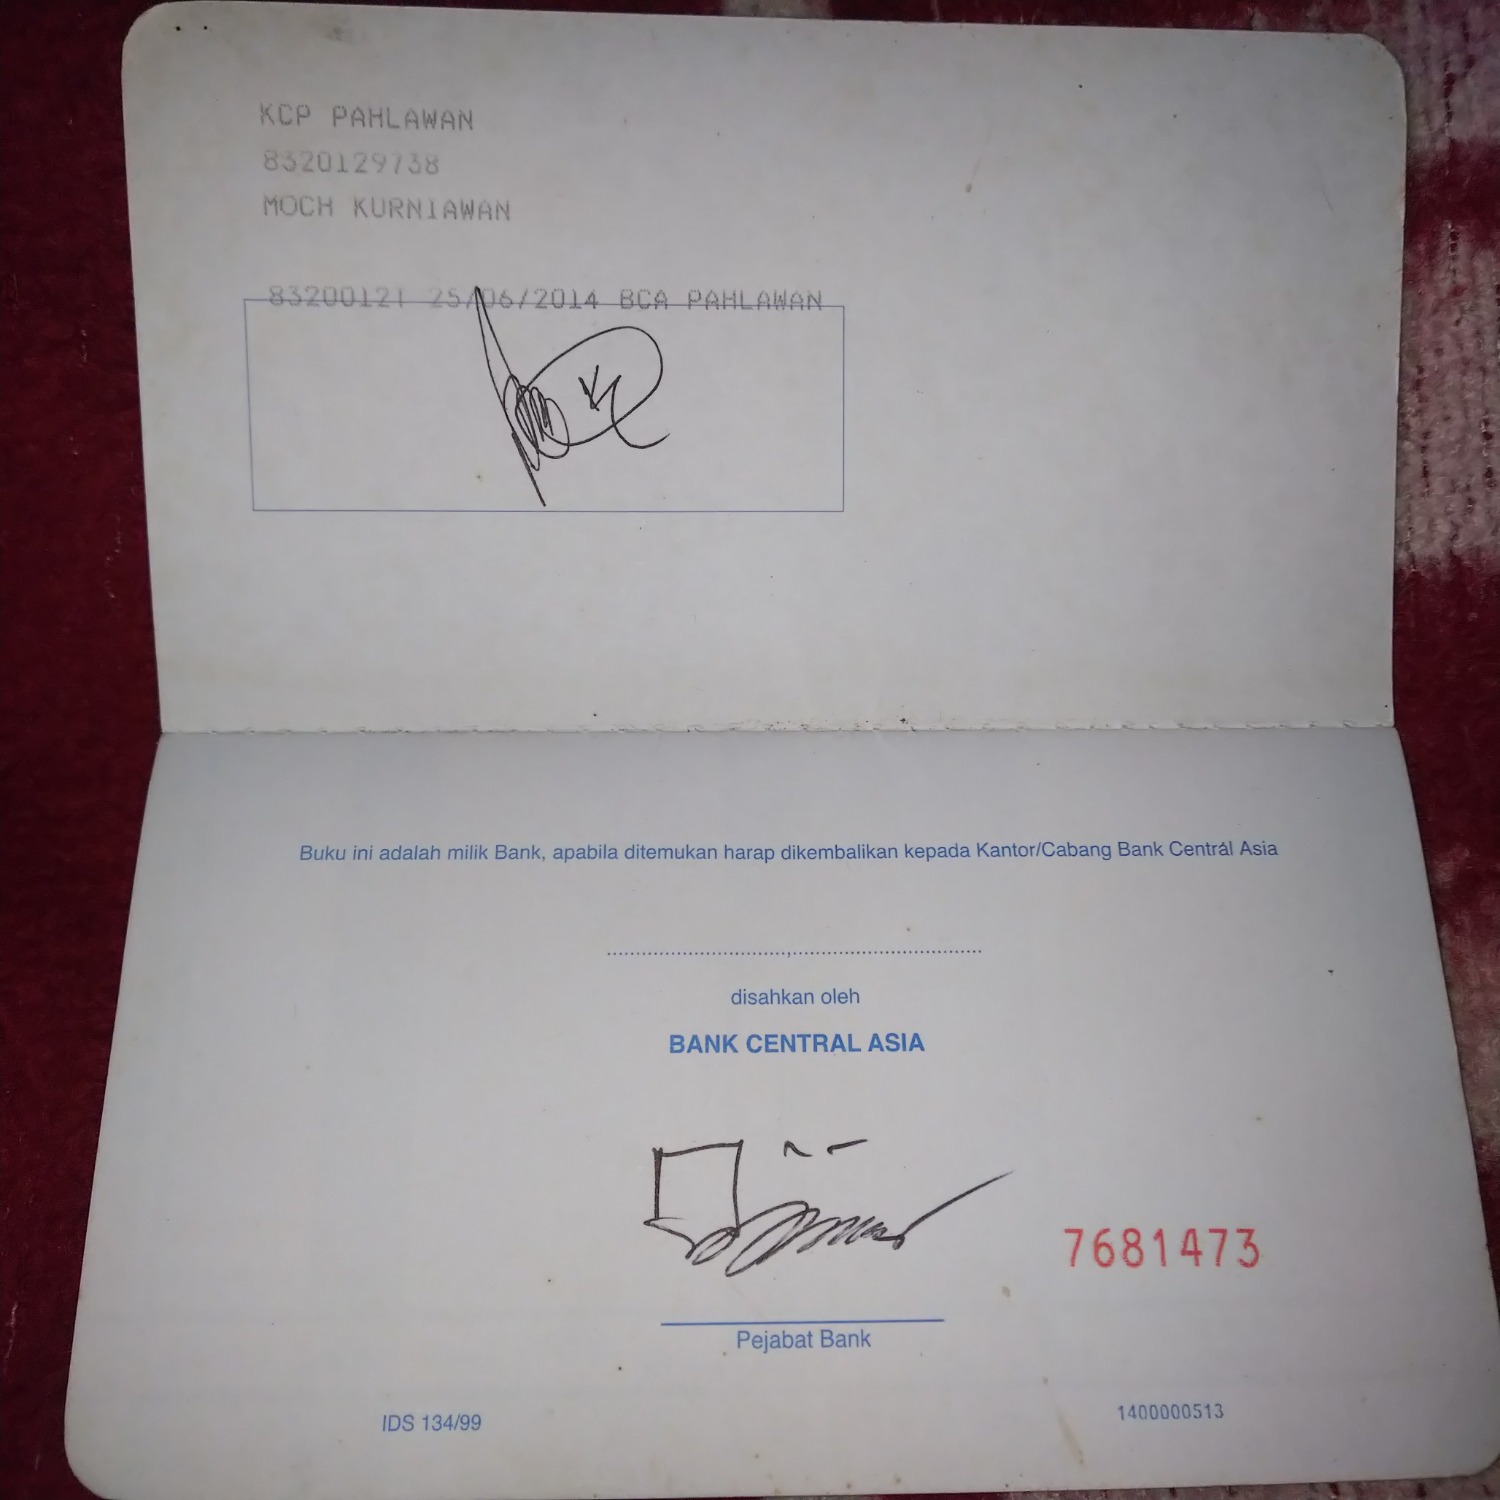 KCP PAHLAWAN
8320129738
MOCH KURNIAWAN
83200121 25/06/2014 BCA PAHLAWAN
Buku ini adalah milik Bank, apabila ditemukan harap dikembalikan kepada Kantor/Cabang Bank Central Asia
disahkan oleh
BANK CENTRAL ASIA
7681473
Pejabat Bank
IDS 134/99
1400000513